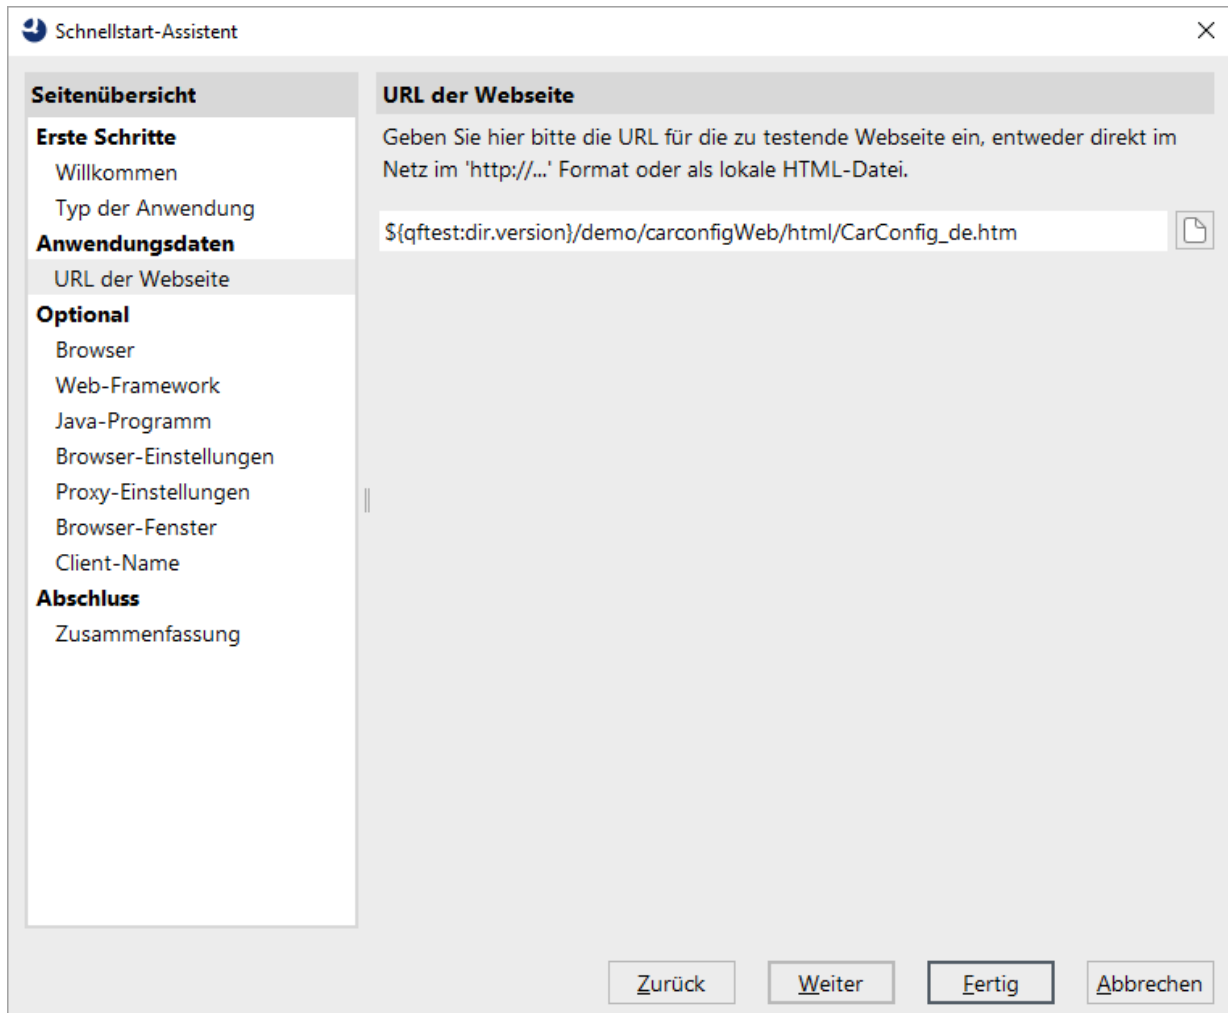 Schnellstart-Assistent
Seitenübersicht
Erste Schritte
Willkommen
Typ der Anwendung
Anwendungsdaten
URL der Webseite
Optional
Browser
Web-Framework
Java-Programm
Browser-Einstellungen
Proxy-Einstellungen
Browser-Fenster
Client-Name
Abschluss
Zusammenfassung
URL der Webseite
Geben Sie hier bitte die URL für die zu testende Webseite ein, entweder direkt im
Netz im 'http://...' Format oder als lokale HTML-Datei.
${qftest:dir.version}/demo/carconfigWeb/html/CarConfig_de.htm
Zurück
Weiter
Fertig
Abbrechen